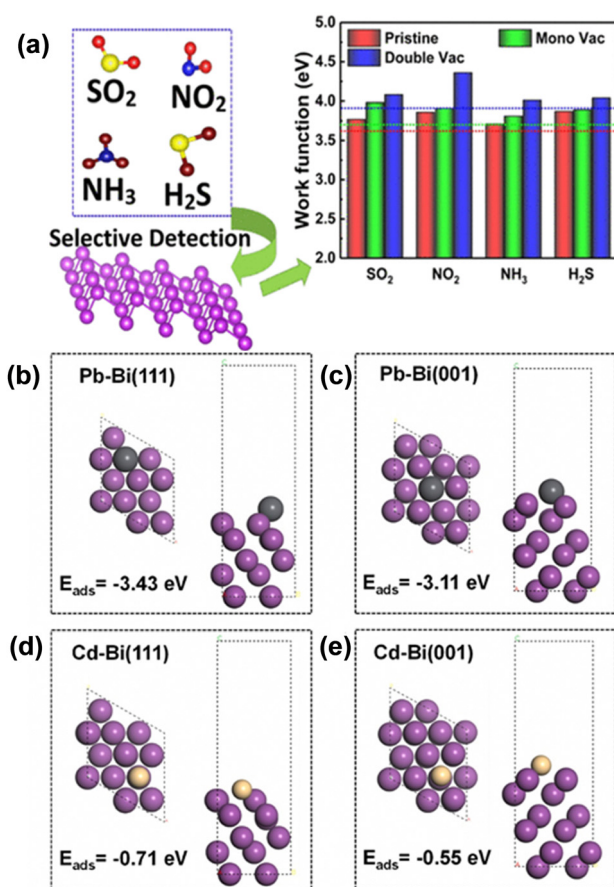 (a)
SO2
NO2
NH3
H2S
Selective Detection
Pristine
Mono Vac
Double Vac
Work function (eV)
5.0
4.5
4.0
3.5
3.0
2.5
2.0
SO2
NO2
NH3
H2S
(b)
Pb-Bi(111)
Eads= -3.43 eV
(c)
Pb-Bi(001)
Eads= -3.11 eV
(d)
Cd-Bi(111)
Eads= -0.71 eV
(e)
Cd-Bi(001)
Eads= -0.55 eV